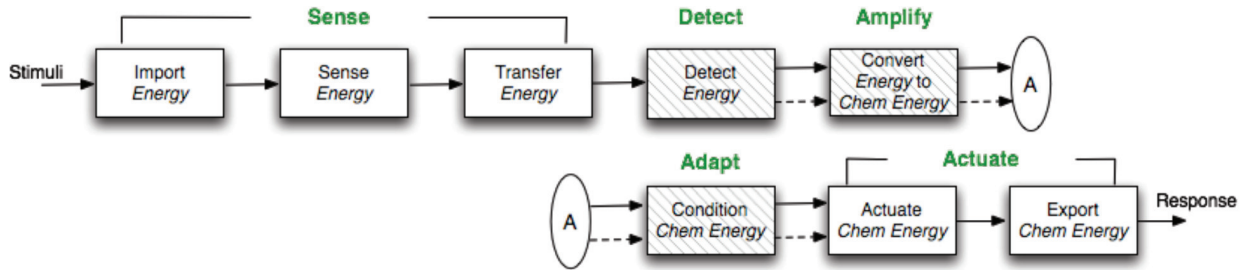 Sense
Detect
Amplify
Stimuli
Import
Energy
Sense
Energy
Transfer
Energy
Detect
Energy
Convert
Energy to
Chem Energy
A
Adapt
Actuate
A
Condition
Chem Energy
Actuate
Chem Energy
Export
Chem Energy
Response